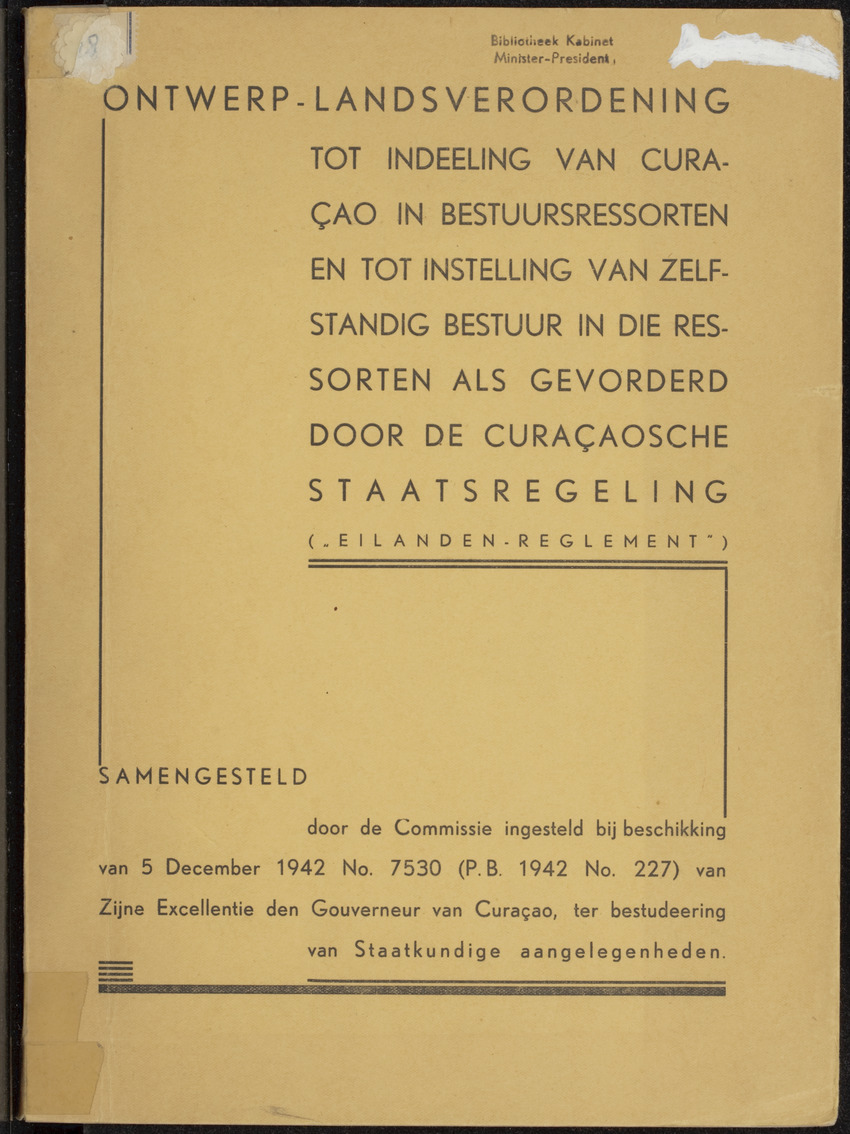 8
Bibliotheek Kabinet
Minister-President,
ONTWERP-LANDSVERORDENING
TOT INDEELING VAN CURA-
ÇAO IN BESTUURSRESSORTEN
EN TOT INSTELLING VAN ZELF-
STANDIG BESTUUR IN DIE RES-
SORTEN ALS GEVORDERD
DOOR DE CURAÇAOSCHE
STAATSREGELING
(„EILANDEN-REGLEMENT“)
SAMENGESTELD
door de Commissie ingesteld bij beschikking
van 5 December 1942 No. 7530 (P.B. 1942 No. 227) van
Zijne Excellentie den Gouverneur van Curaçao, ter bestudeering
van Staatkundige aangelegenheden.